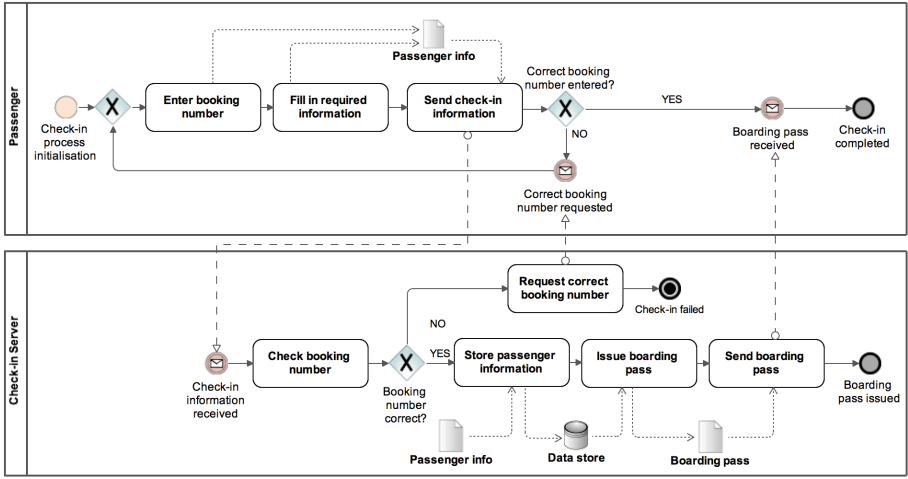 Passenger
Passenger info
Correct booking
number entered?
Enter booking
number
Fill in required
information
Send check-in
information
X
X
YES
NO
Check-in
process
initialisation
Boarding pass
received
Check-in
completed
Correct booking
number requested
Check-in Server
Request correct
booking number
Check-in failed
NO
YES
Check booking
number
X
Store passenger
information
Issue boarding
pass
Send boarding
pass
Check-in
information
received
Booking
number
correct?
Boarding
pass issued
Passenger info
Data store
Boarding pass